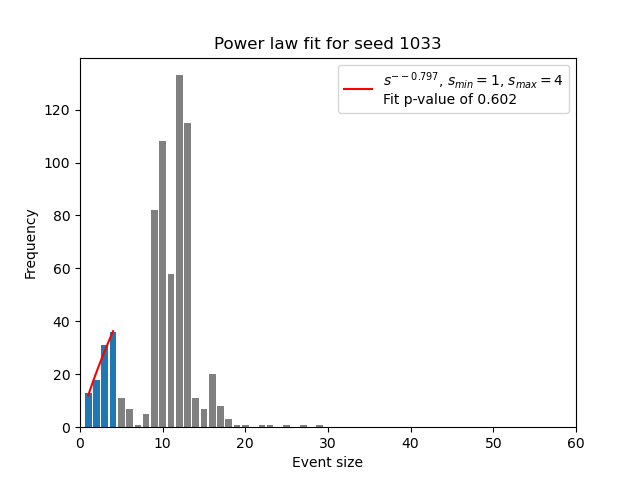 Power law fit for seed 1033
s^{--0.797}, s_{min} = 1, s_{max} = 4
Fit p-value of 0.602
Frequency
120
100
80
60
40
20
0
0 10 20 30 40 50 60
Event size